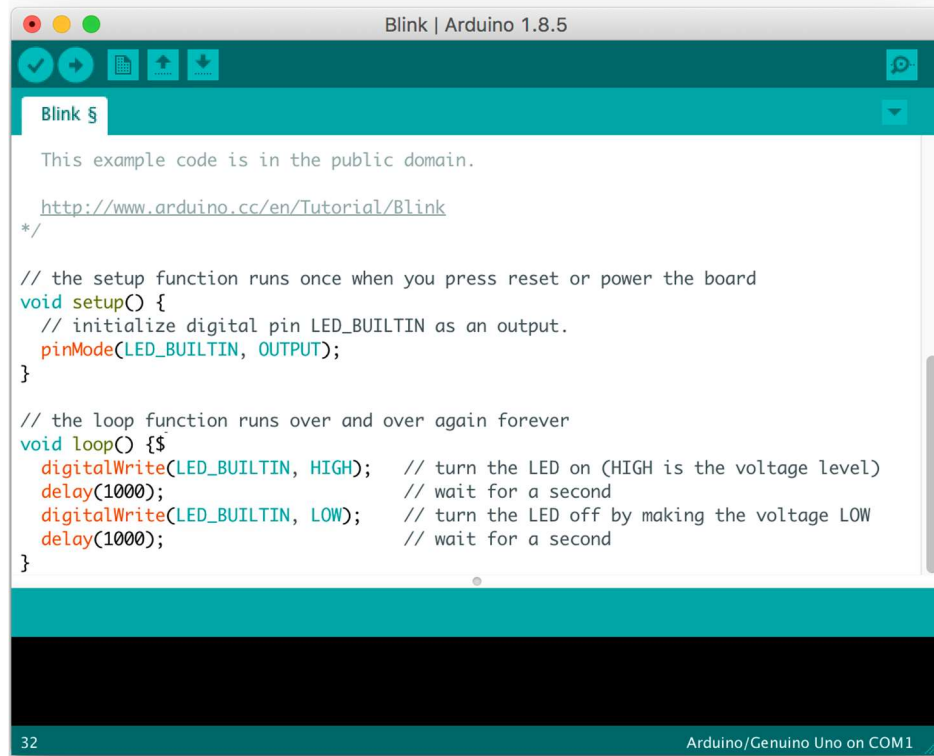 Blink | Arduino 1.8.5
Blink §
This example code is in the public domain.
http://www.arduino.cc/en/Tutorial/Blink
*/
// the setup function runs once when you press reset or power the board
void setup() {
  // initialize digital pin LED_BUILTIN as an output.
  pinMode(LED_BUILTIN, OUTPUT);
}
// the loop function runs over and over again forever
void loop() {$
  digitalWrite(LED_BUILTIN, HIGH);   // turn the LED on (HIGH is the voltage level)
  delay(1000);                       // wait for a second
  digitalWrite(LED_BUILTIN, LOW);    // turn the LED off by making the voltage LOW
  delay(1000);                       // wait for a second
}
32 Arduino/Genuino Uno on COM1